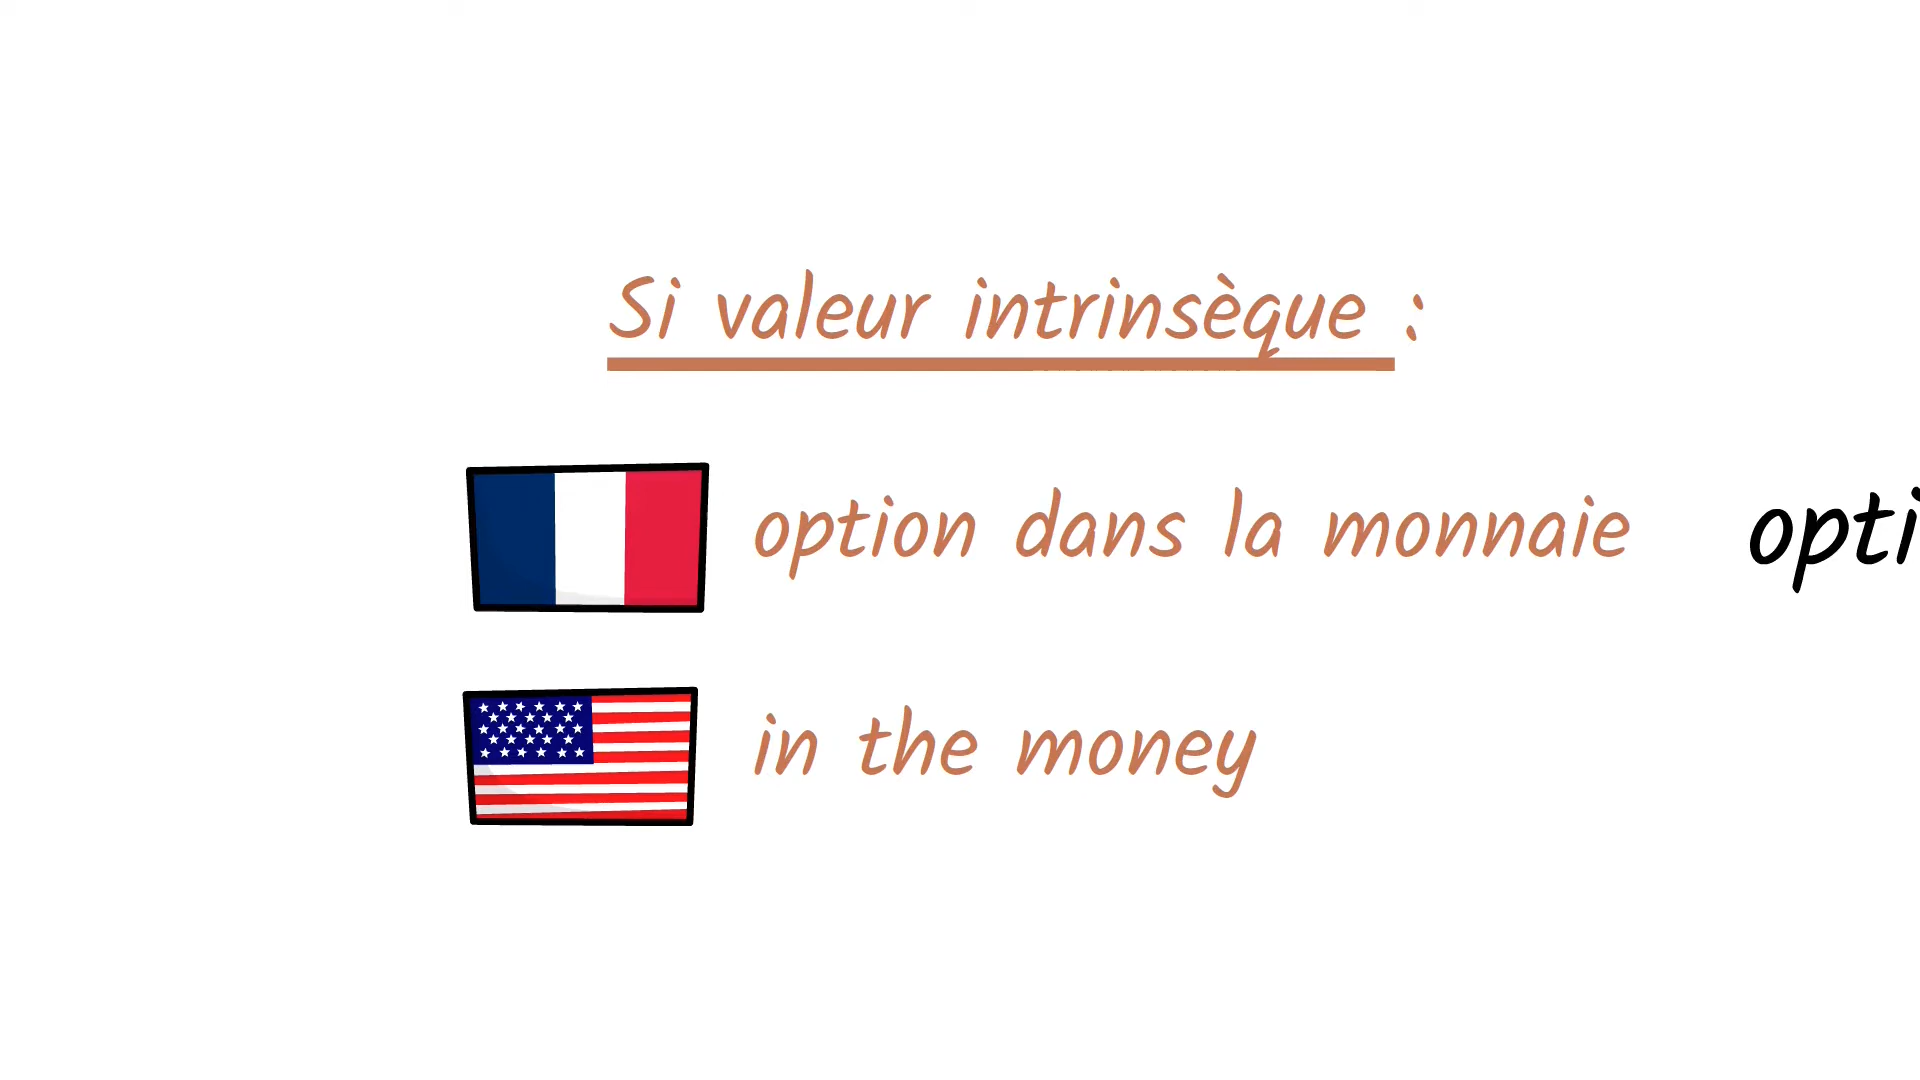 Si valeur intrinsèque :
option dans la monnaie
in the money